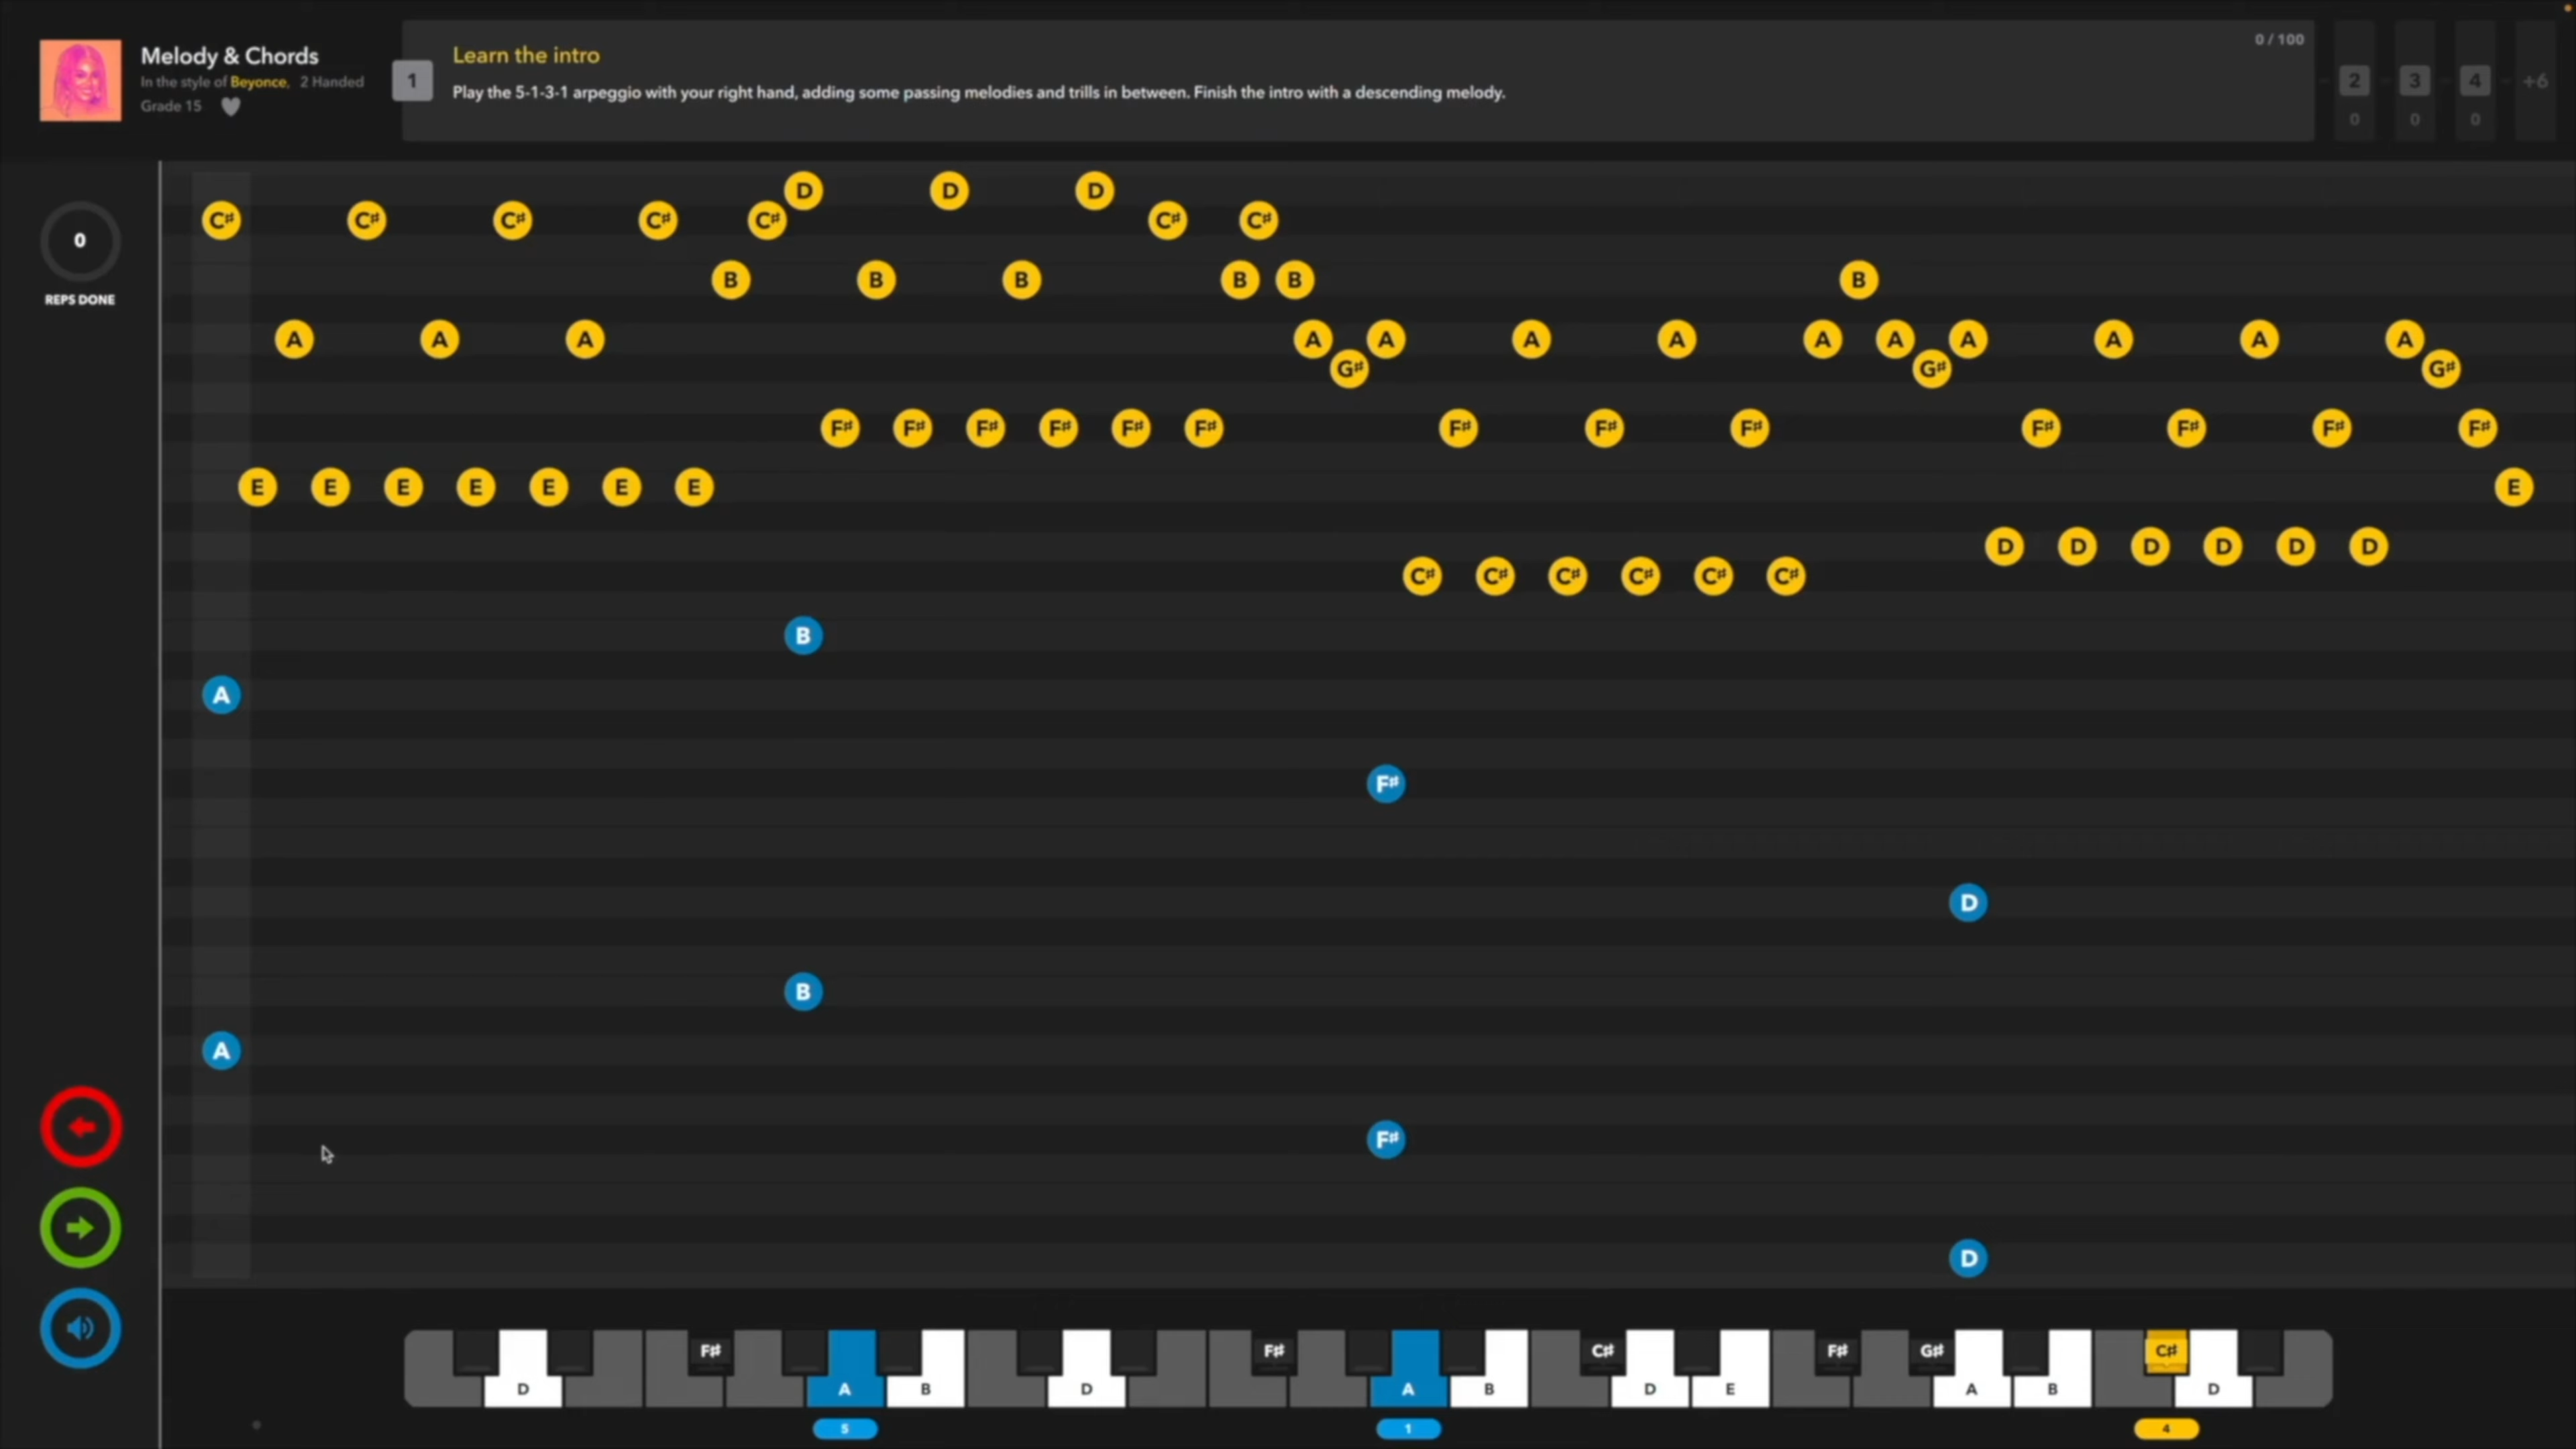 Melody & Chords
In the style of Beyonce, 2 Handed
Grade 15
1
Learn the intro
0 / 100
Play the 5-1-3-1 arpeggio with your right hand, adding some passing melodies and trills in between. Finish the intro with a descending melody.
2 3 4 +6
0 0 0
0
REPS DONE
D D D
C♯ C♯ C♯ C♯ C♯ C♯ C♯
B B B B B B
A A A A A A A A A A A A A
G♯ G♯ G♯
F♯ F♯ F♯ F♯ F♯ F♯ F♯ F♯ F♯ F♯ F♯ F♯ F♯
E E E E E E E E
D D D D D D
C♯ C♯ C♯ C♯ C♯ C♯
B
A
F♯
D
B
A
F♯
D
F♯ F♯ C♯ F♯ G♯ C♯
D A B D A B D E A B D
5 1 4